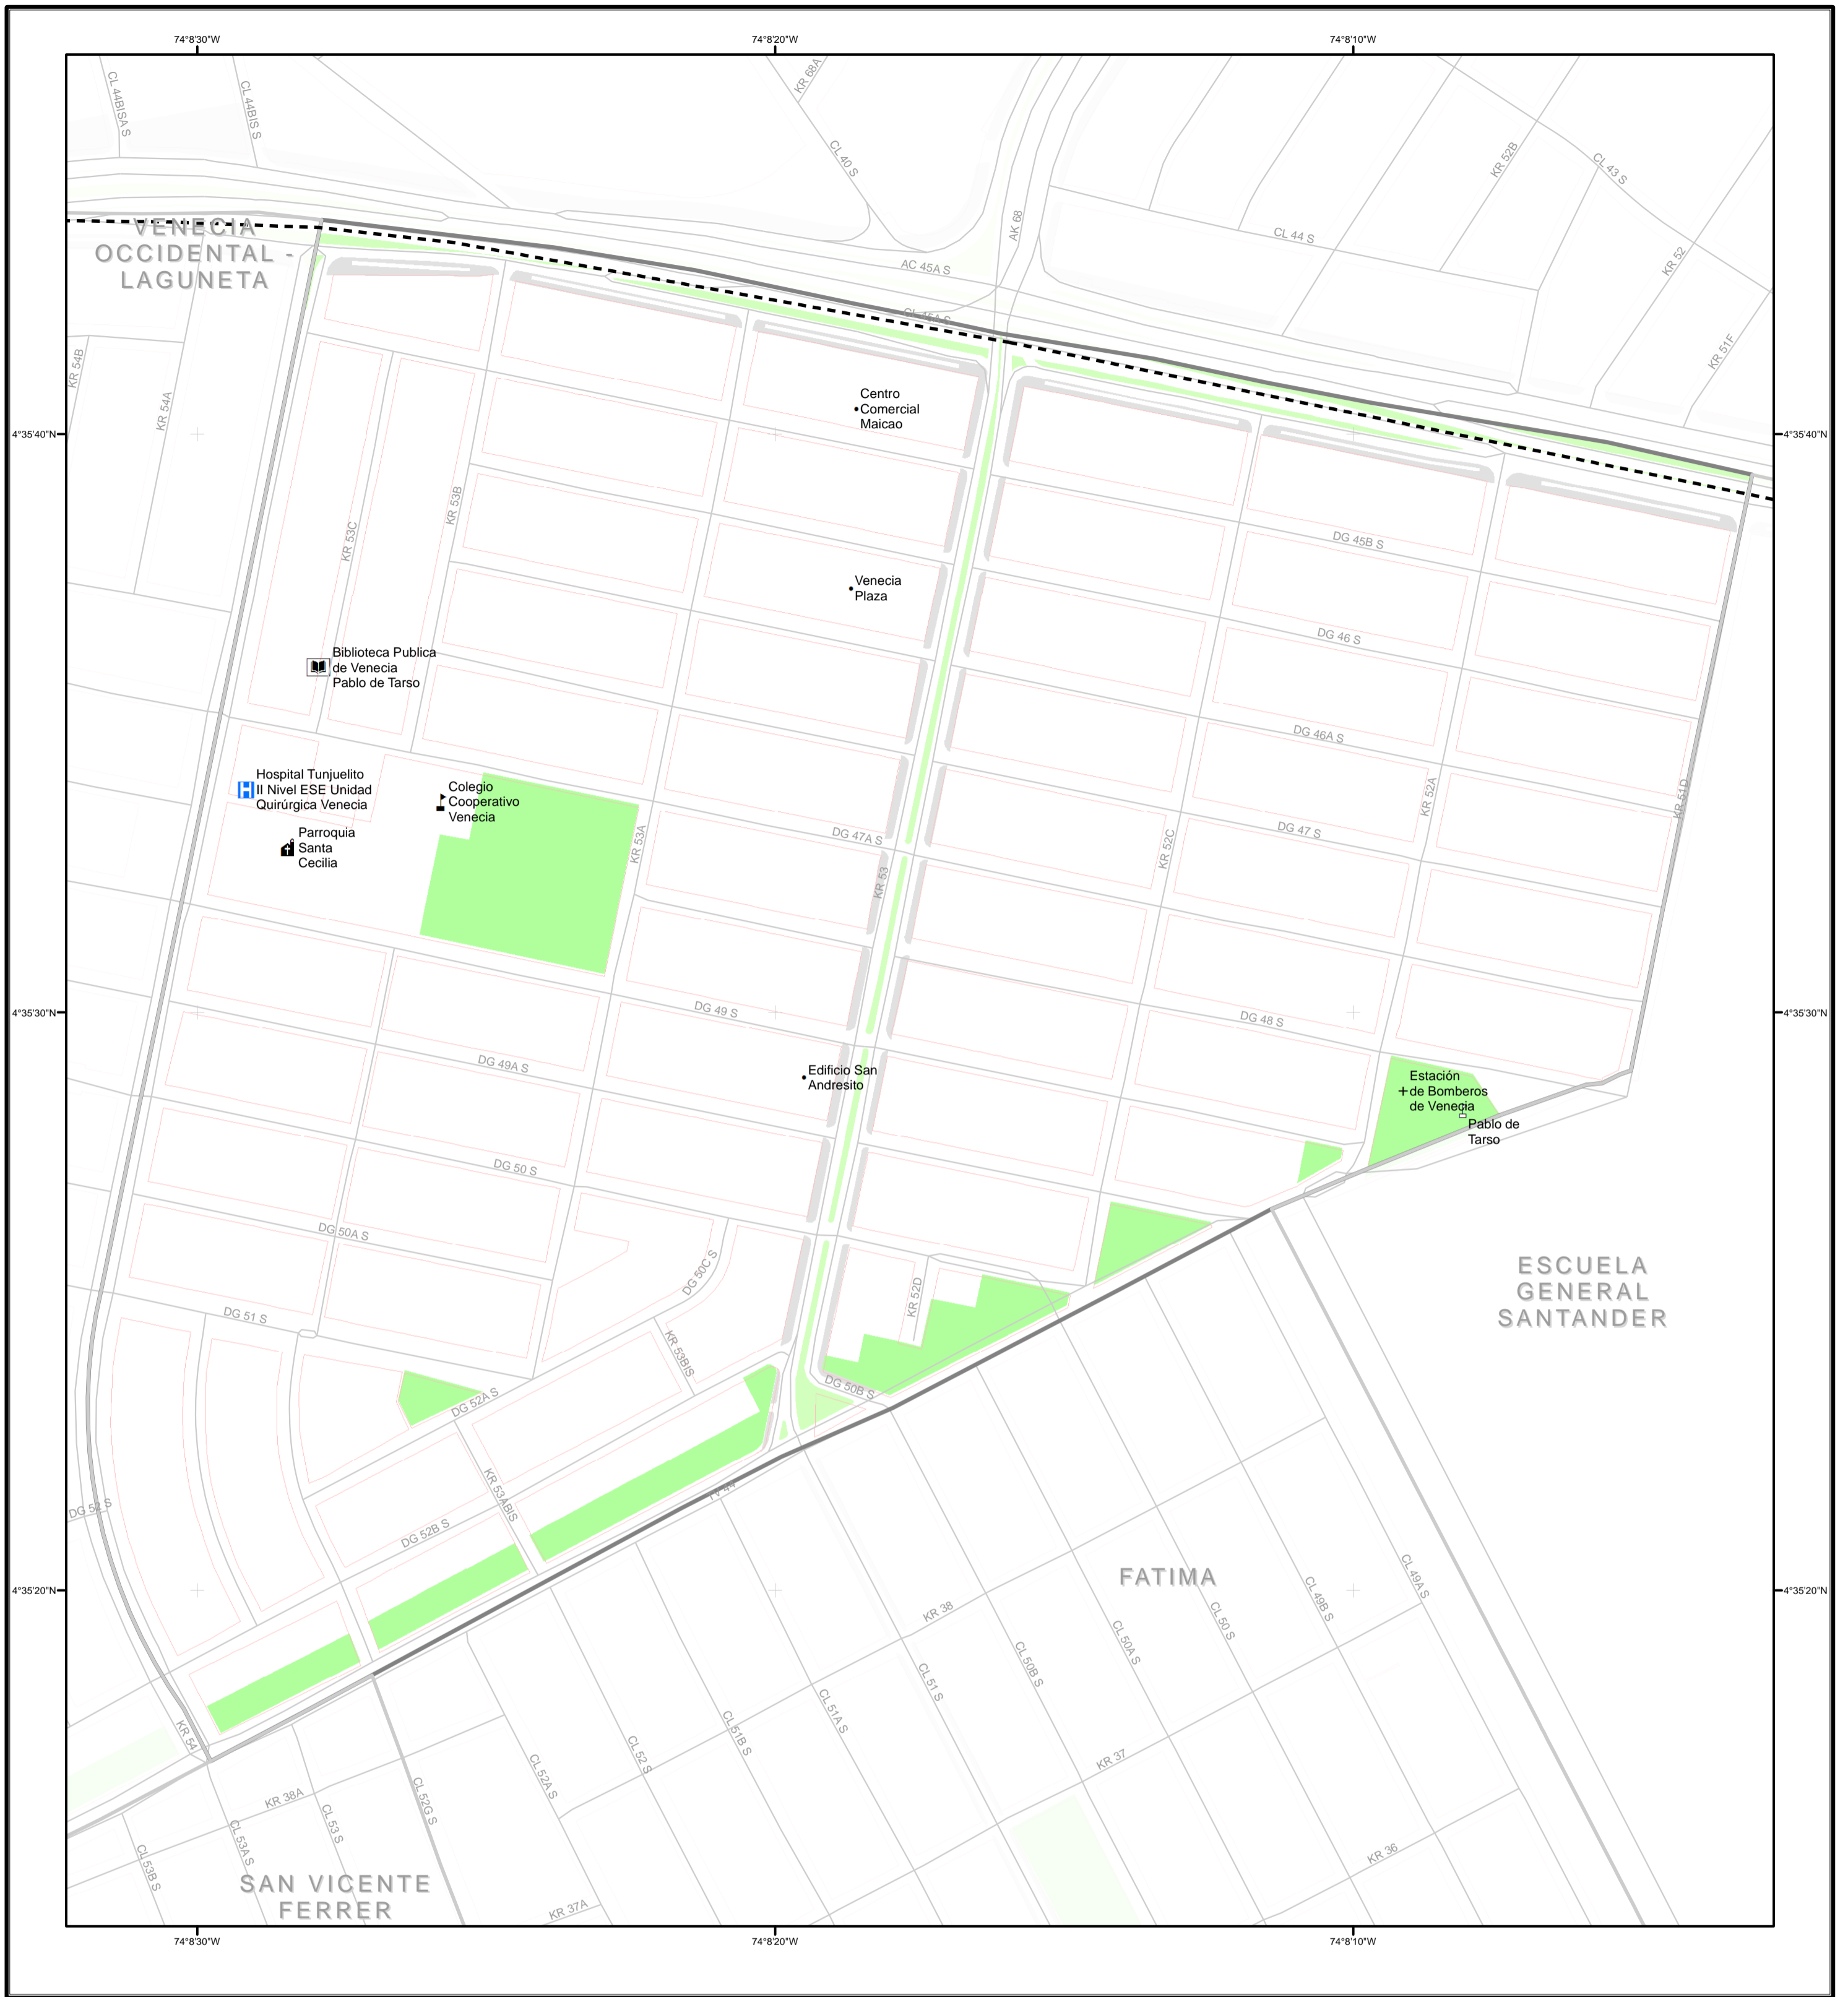 74°8'30"W
74°8'20"W
74°8'10"W
CL 44BISA S
CL 44BIS S
KR 68A
CL 40 S
AK 68
KR 52B
CL 43 S
CL 44 S
KR 52
AC 45A S
CL 45A S
KR 51F
VENECIA
OCCIDENTAL -
LAGUNETA
KR 54B
KR 54A
Centro
Comercial
Maicao
4°35'40"N
4°35'40"N
KR 53C
KR 53B
DG 45B S
Venecia
Plaza
DG 46 S
Biblioteca Publica
de Venecia
Pablo de Tarso
DG 46A S
Hospital Tunjuelito
II Nivel ESE Unidad
Quirúrgica Venecia
Colegio
Cooperativo
Venecia
KR 52A
KR 51D
Parroquia
Santa
Cecilia
KR 53A
DG 47A S
DG 47 S
KR 52C
KR 53
4°35'30"N
4°35'30"N
DG 49 S
DG 48 S
DG 49A S
Edificio San
Andresito
Estación
de Bomberos
de Venecia
Pablo de
Tarso
DG 50 S
DG 50A S
DG 50C S
KR 52D
ESCUELA
GENERAL
SANTANDER
DG 51 S
KR 53BIS
DG 50B S
DG 52A S
KR 53ABIS
DG 52 S
TV 44
DG 52B S
FATIMA
4°35'20"N
4°35'20"N
CL 49A S
CL 49B S
CL 50 S
CL 50A S
CL 50B S
CL 51 S
CL 51A S
CL 51B S
CL 52 S
CL 52A S
KR 38
KR 37
KR 36
KR 54
KR 38A
CL 52G S
CL 53 S
CL 53A S
CL 53B S
SAN VICENTE
FERRER
KR 37A
74°8'30"W
74°8'20"W
74°8'10"W